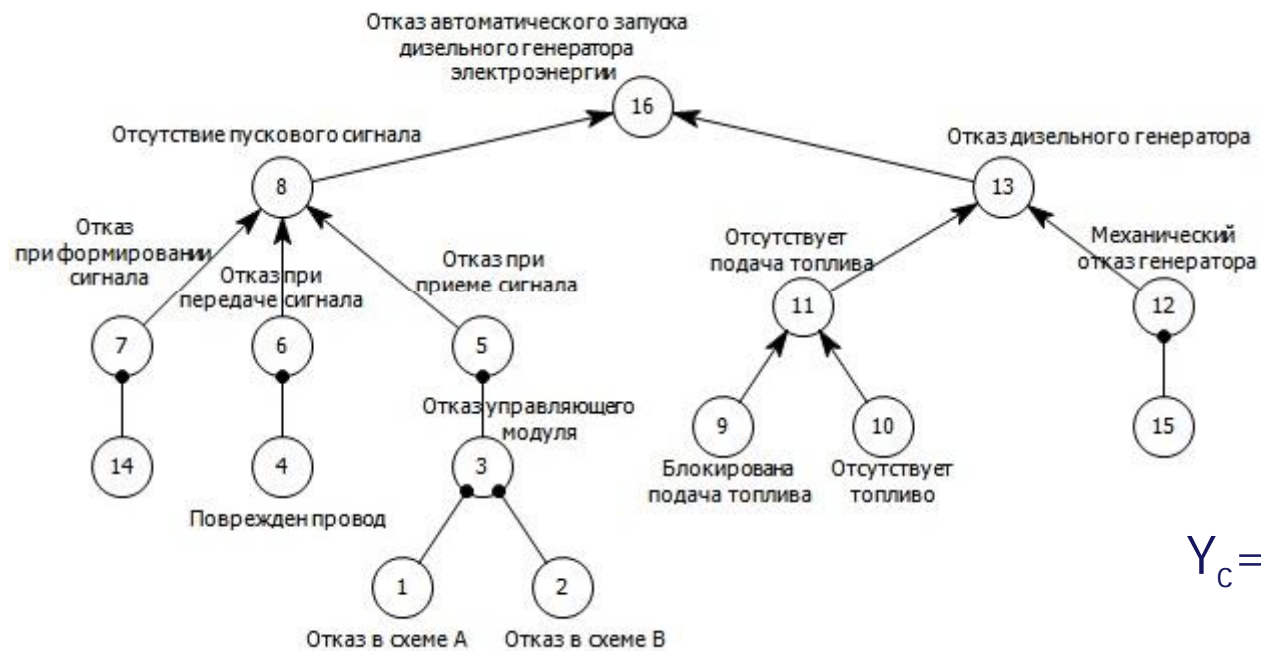 Отказ автоматического запуска
дизельного генератора
электроэнергии
16
Отсутствие пускового сигнала
Отказ дизельного генератора
8
13
Отказ
при формировании
сигнала
Отказ при
передаче сигнала
Отказ при
приеме сигнала
Отсутствует
подача топлива
Механический
отказ генератора
7
6
5
11
12
Отказ управляющего
модуля
14
4
3
9
10
15
Поврежден провод
Блокирована
подача топлива
Отсутствует
топливо
1
2
Yс=
Отказ в схеме А
Отказ в схеме В